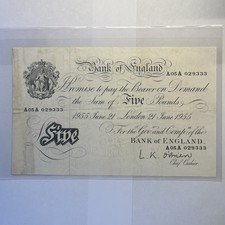 Bank of England
A05A 029333
Promise to pay the Bearer on Demand
the Sum of Five Pounds
1955 June 21 London 21 June 1955
A05A 029333
For the Gov:r and Comp:a of the
BANK OF ENGLAND.
Five
L K O'Brien
Chief Cashier